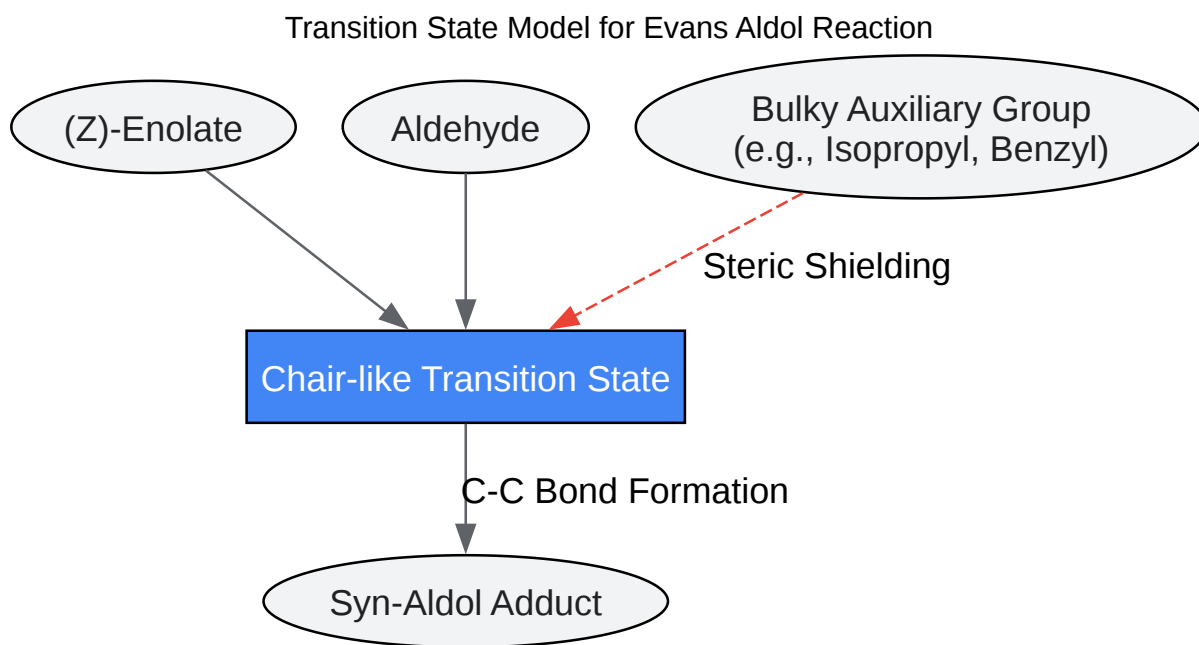 Transition State Model for Evans Aldol Reaction
(Z)-Enolate
Aldehyde
Bulky Auxiliary Group
(e.g., Isopropyl, Benzyl)
Steric Shielding
Chair-like Transition State
C-C Bond Formation
Syn-Aldol Adduct